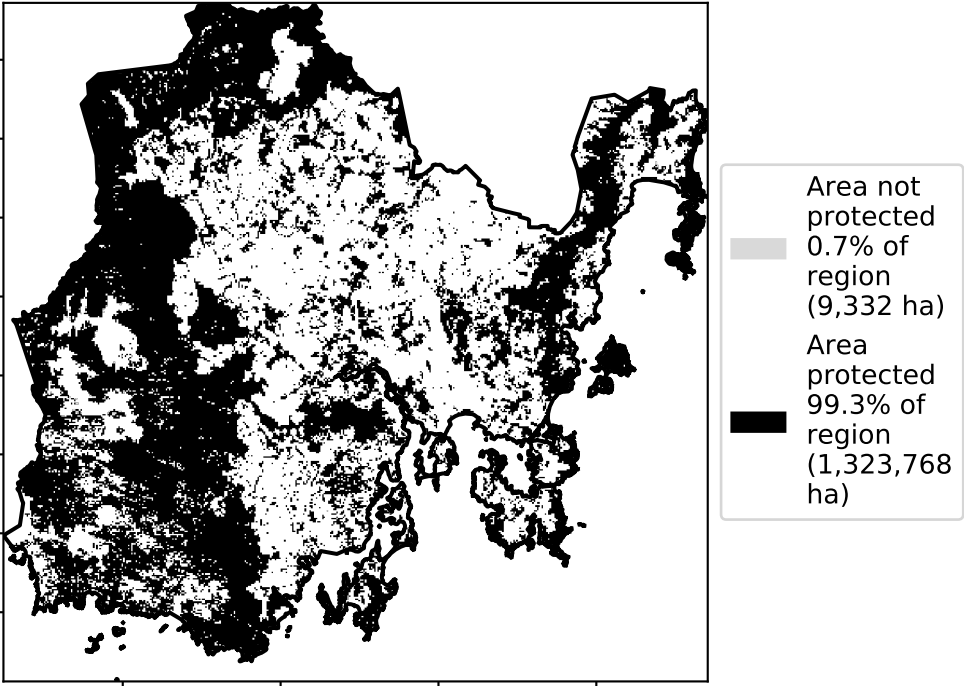 Area not
protected
0.7% of
region
(9,332 ha)
Area
protected
99.3% of
region
(1,323,768
ha)